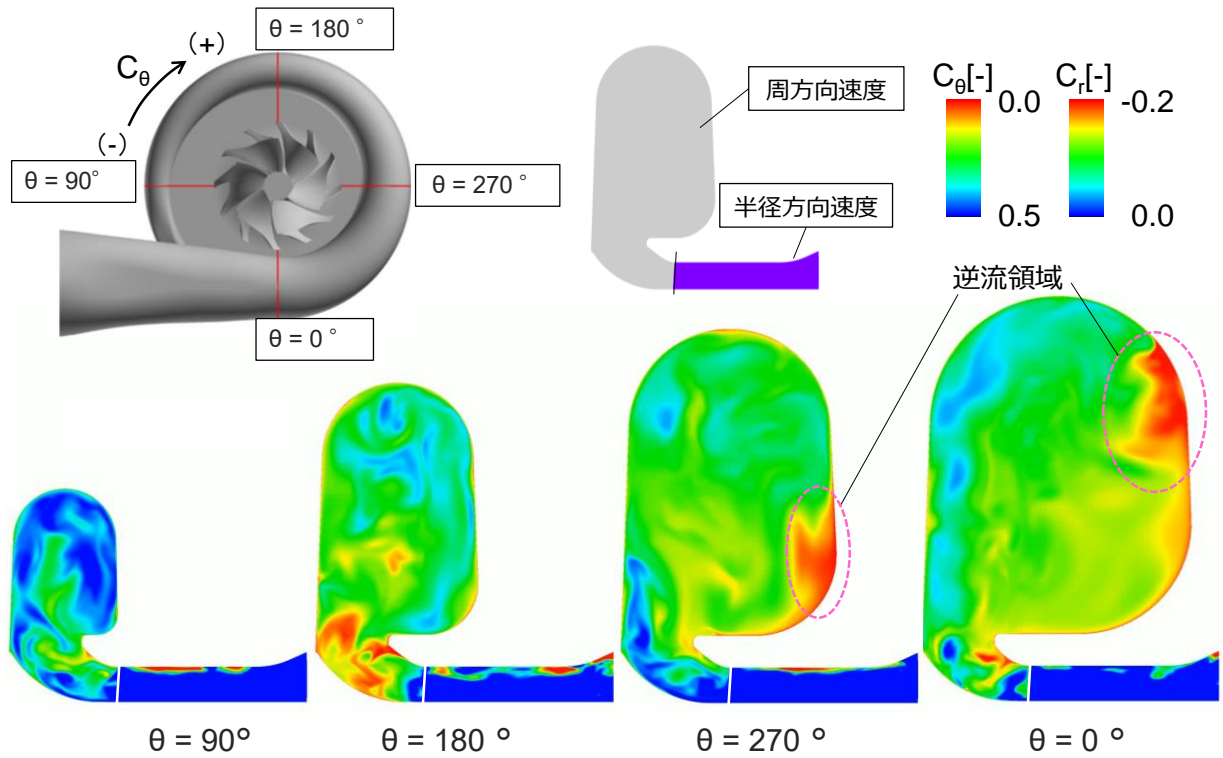 θ = 180 °
(+)
Cθ
(-)
θ = 90°
θ = 270 °
θ = 0 °
周方向速度
半径方向速度
Cθ[-]
Cr[-]
0.0
-0.2
0.5
0.0
逆流領域
θ = 90°
θ = 180 °
θ = 270 °
θ = 0 °